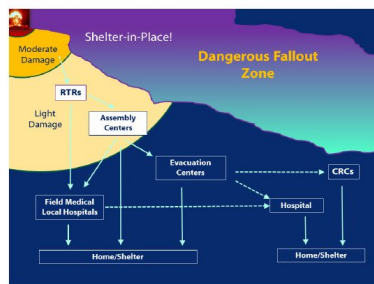 Shelter-in-Place!
Moderate
Damage
Dangerous Fallout
Zone
RTRs
Light
Damage
Assembly
Centers
Evacuation
Centers
CRCs
Field Medical
Local Hospitals
Hospital
Home/Shelter
Home/Shelter